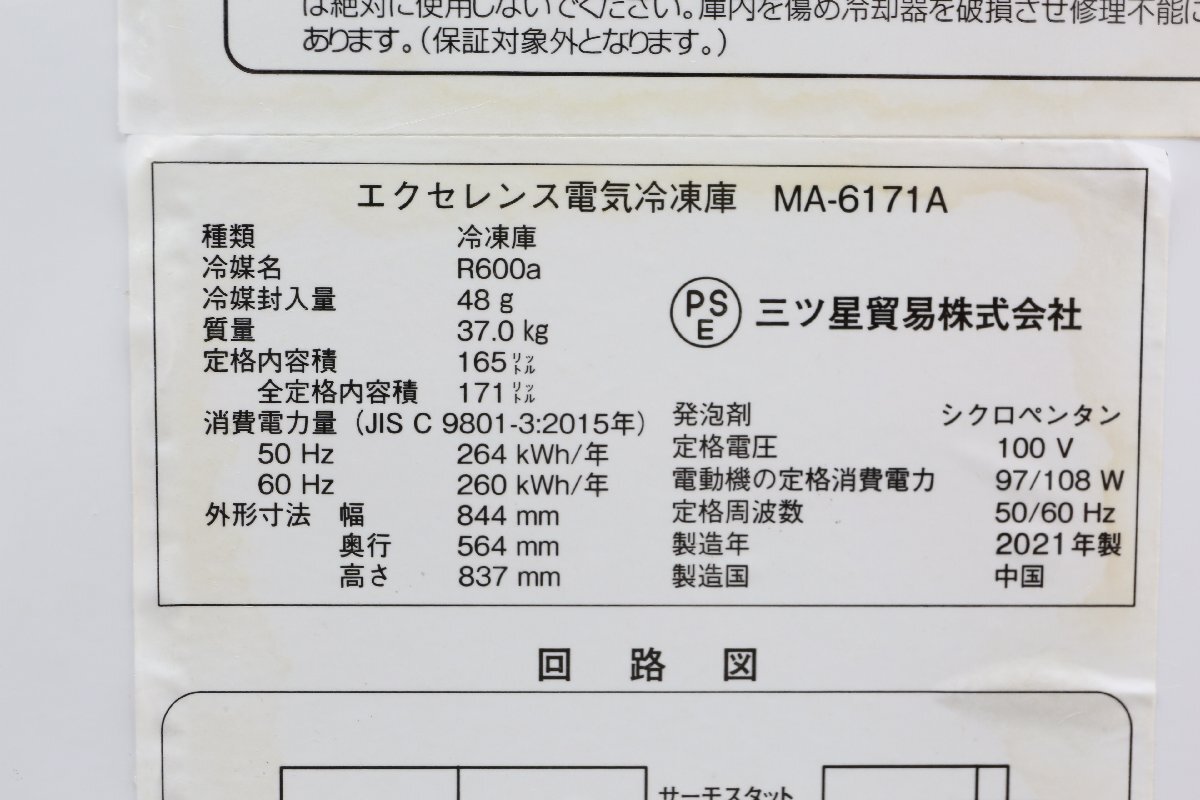 は絶対に使用しないでください。庫内を傷め冷却器を破損させ修理不能に
あります。（保証対象外となります。）
エクセレンス電気冷凍庫 MA-6171A
種類 冷凍庫
冷媒名 R600a
冷媒封入量 48 g
質量 37.0 kg
定格内容積 165 リットル
全定格内容積 171 リットル
消費電力量（JIS C 9801-3:2015年）
50 Hz 264 kWh/年
60 Hz 260 kWh/年
外形寸法 幅 844 mm
奥行 564 mm
高さ 837 mm
PSE 三ツ星貿易株式会社
発泡剤 シクロペンタン
定格電圧 100 V
電動機の定格消費電力 97/108 W
定格周波数 50/60 Hz
製造年 2021年製
製造国 中国
回路図
サーモスタット